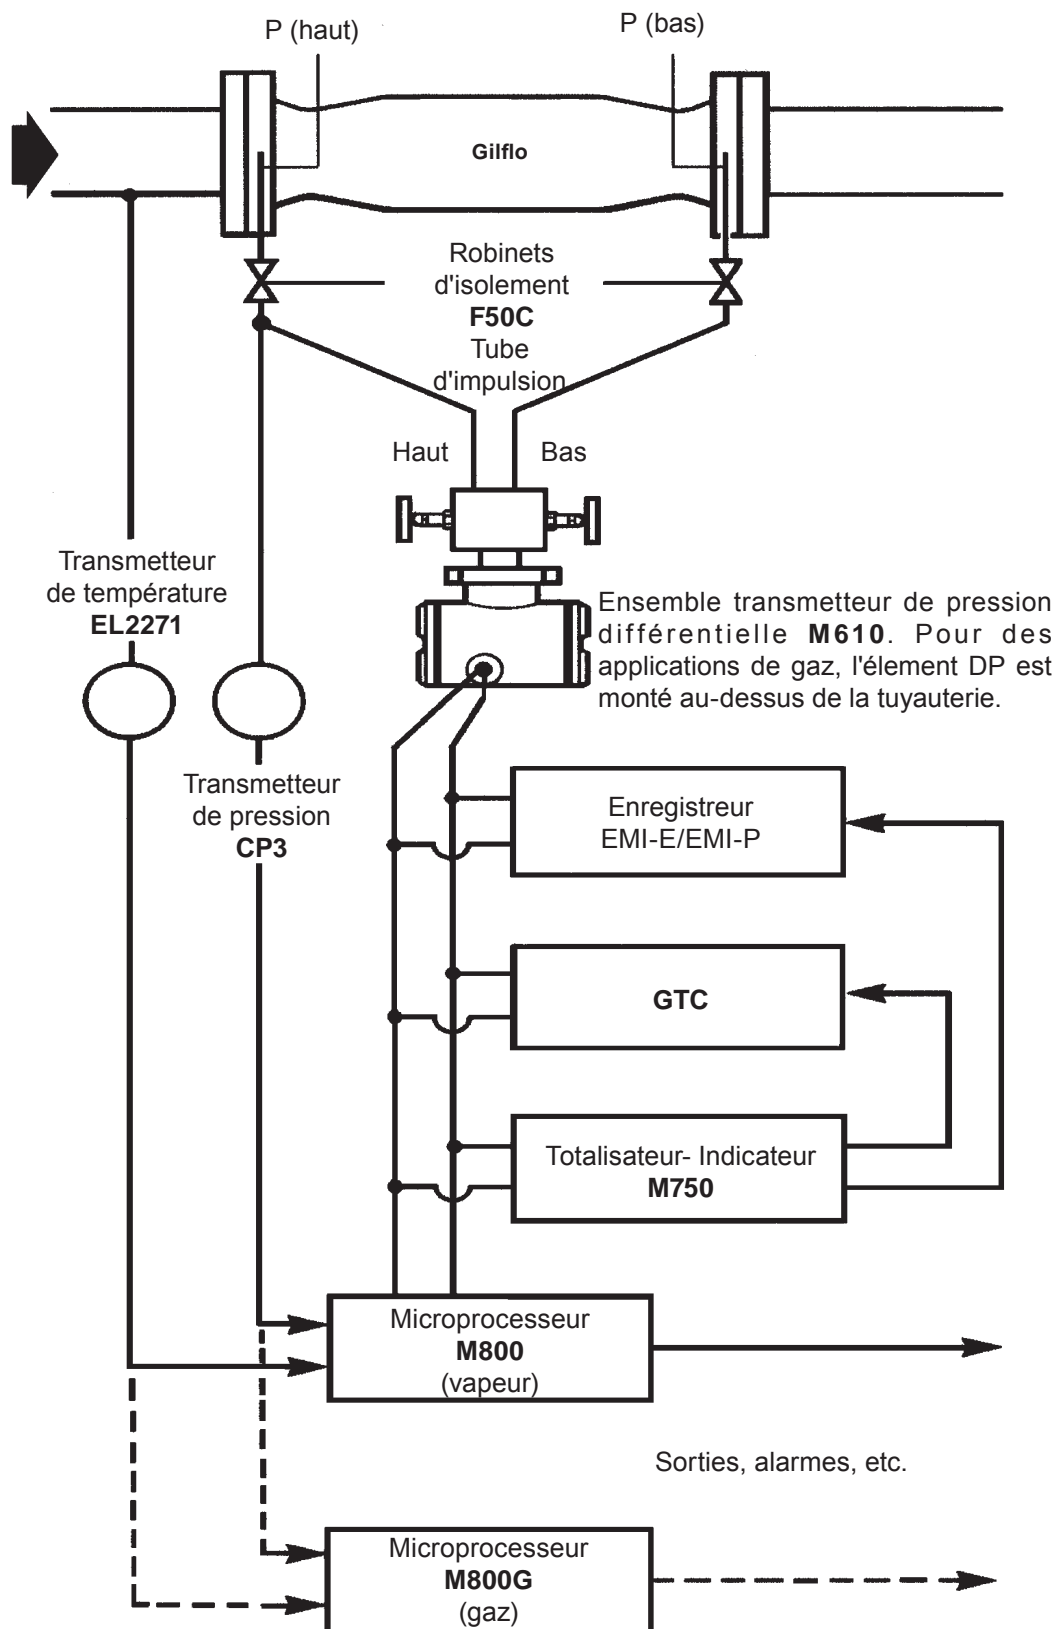 P (haut)
P (bas)
Gilflo
Robinets
d'isolement
F50C
Tube
d'impulsion
Haut
Bas
Transmetteur
de température
EL2271
Ensemble transmetteur de pression
différentielle M610. Pour des
applications de gaz, l'élement DP est
monté au-dessus de la tuyauterie.
Transmetteur
de pression
CP3
Enregistreur
EMI-E/EMI-P
GTC
Totalisateur- Indicateur
M750
Microprocesseur
M800
(vapeur)
Sorties, alarmes, etc.
Microprocesseur
M800G
(gaz)